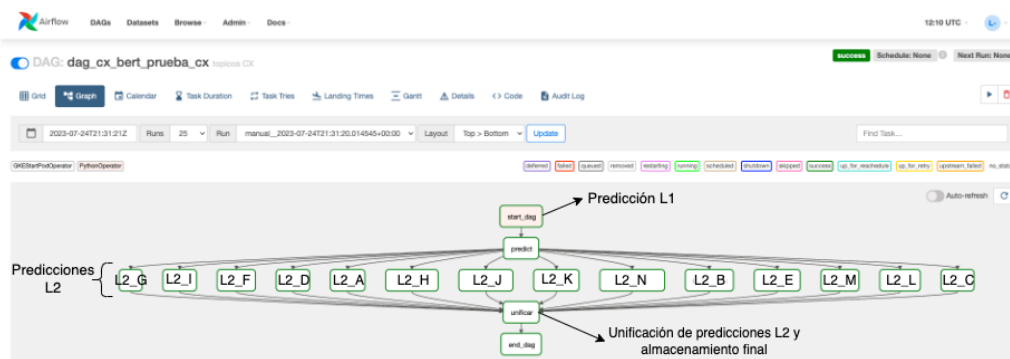 Airflow DAGs Datasets Browse Admin Docs 12:10 UTC L
DAG: dag_cx_bert_prueba_cx topicos CX success Schedule: None Next Run: None
Grid Graph Calendar Task Duration Task Tries Landing Times Gantt Details <> Code Audit Log
2023-07-24T21:31:21Z Runs 25 Run manual__2023-07-24T21:31:20.014545+00:00 Layout Top > Bottom Update Find Task...
GKEStartPodOperator PythonOperator deferred failed queued removed restarting running scheduled shutdown skipped success up_for_reschedule up_for_retry upstream_failed no_status
Auto-refresh
Predicción L1
start_dag
predict
Predicciones
L2
L2_G L2_I L2_F L2_D L2_A L2_H L2_J L2_K L2_N L2_B L2_E L2_M L2_L L2_C
unificar
Unificación de predicciones L2 y
almacenamiento final
end_dag